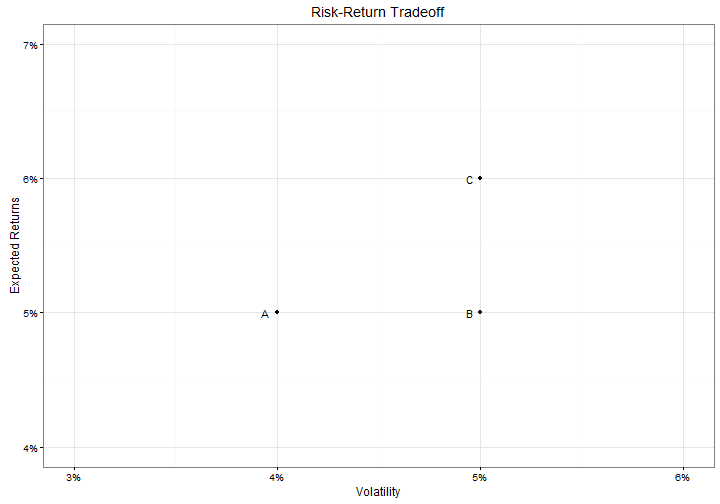 Risk-Return Tradeoff
7%
6%
5%
4%
Expected Returns
C
A
B
3%
4%
5%
6%
Volatility